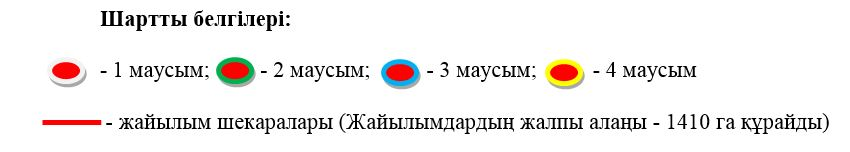 Шартты белгілері:
- 1 маусым; - 2 маусым; - 3 маусым; - 4 маусым
- жайылым шекаралары (Жайылымдардың жалпы алаңы - 1410 га құрайды)